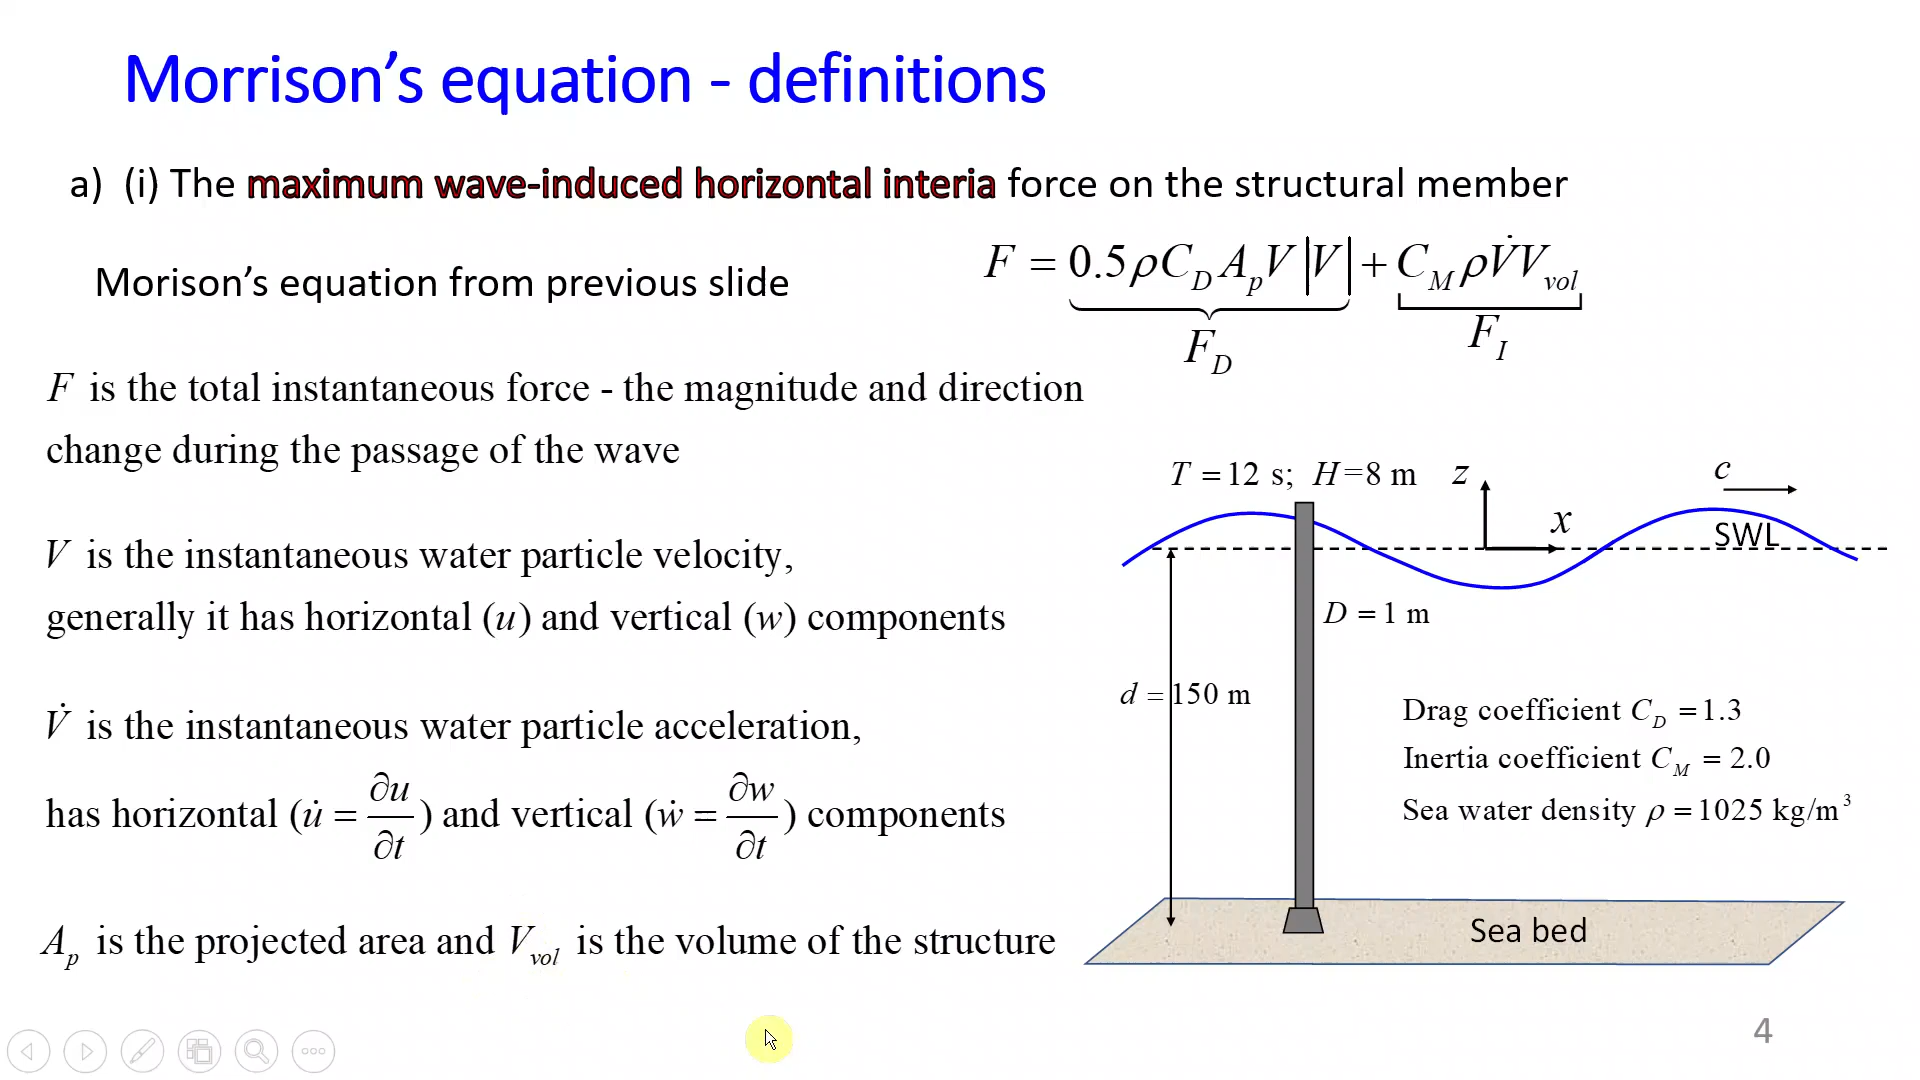 Morrison’s equation - definitions
a) (i) The maximum wave-induced horizontal interia force on the structural member
Morison’s equation from previous slide
F = 0.5ρC_D A_p V|V| + C_M ρV̇V_vol
F_D
F_I
F is the total instantaneous force - the magnitude and direction
change during the passage of the wave
V is the instantaneous water particle velocity,
generally it has horizontal (u) and vertical (w) components
V̇ is the instantaneous water particle acceleration,
has horizontal (u̇ = ∂u/∂t) and vertical (ẇ = ∂w/∂t) components
A_p is the projected area and V_vol is the volume of the structure
T = 12 s; H=8 m
z
c
x
SWL
D = 1 m
d = 150 m
Drag coefficient C_D = 1.3
Inertia coefficient C_M = 2.0
Sea water density ρ = 1025 kg/m³
Sea bed
4